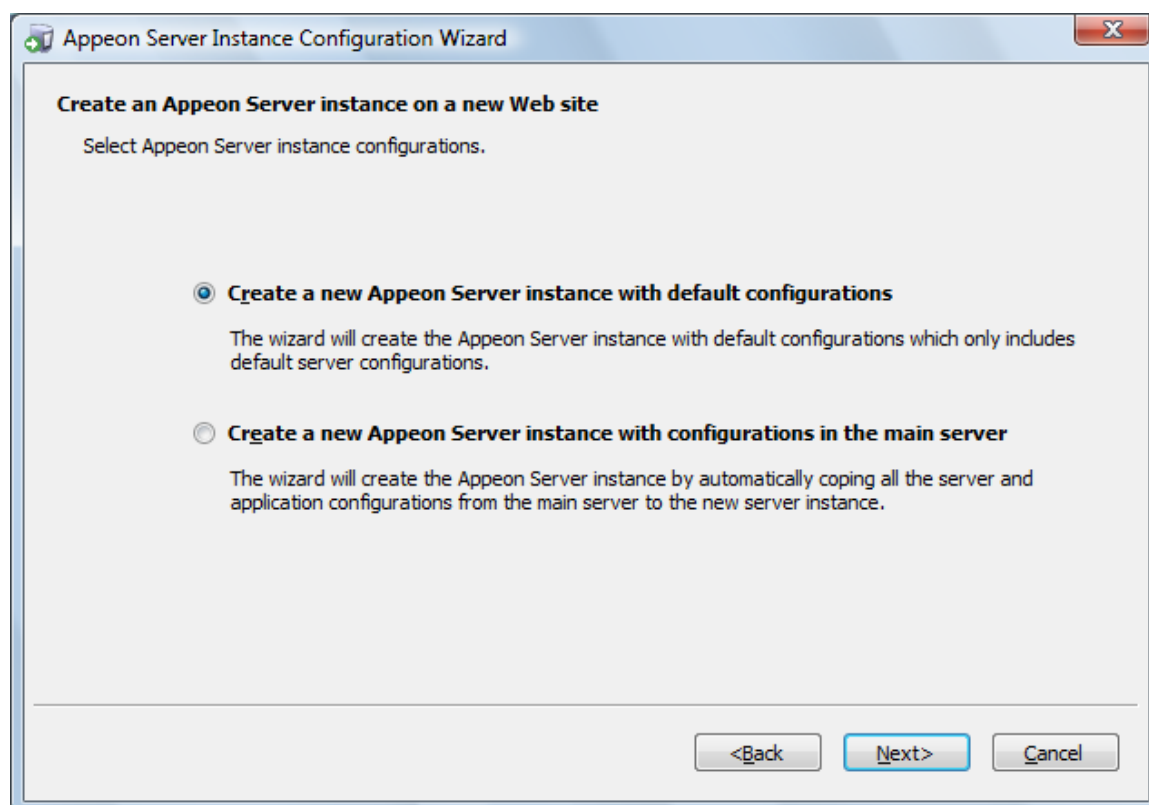 Appeon Server Instance Configuration Wizard
Create an Appeon Server instance on a new Web site
Select Appeon Server instance configurations.
Create a new Appeon Server instance with default configurations
The wizard will create the Appeon Server instance with default configurations which only includes
default server configurations.
Create a new Appeon Server instance with configurations in the main server
The wizard will create the Appeon Server instance by automatically coping all the server and
application configurations from the main server to the new server instance.
<Back Next> Cancel